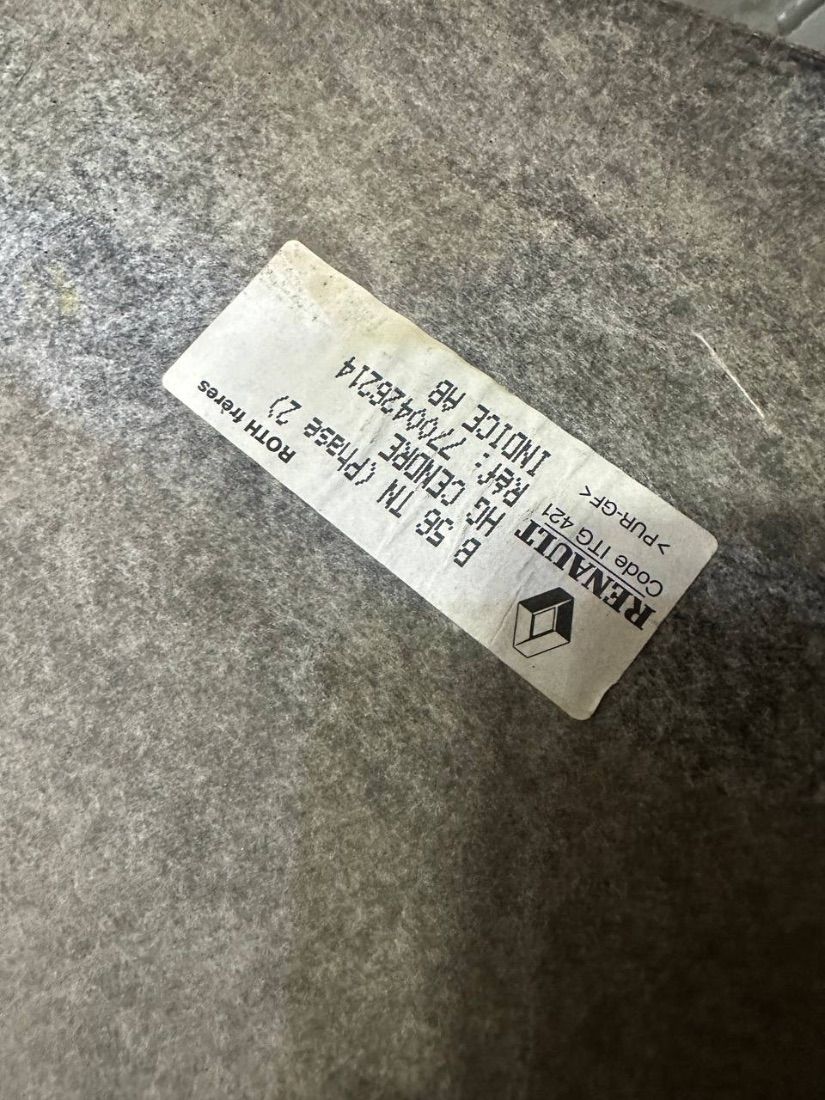 ROTH frères
B 56 TN (Phase 2)
HG CENDRE
Réf: 7700426214
INDICE AB
RENAULT
Code ITG 421
>PUR-GF<